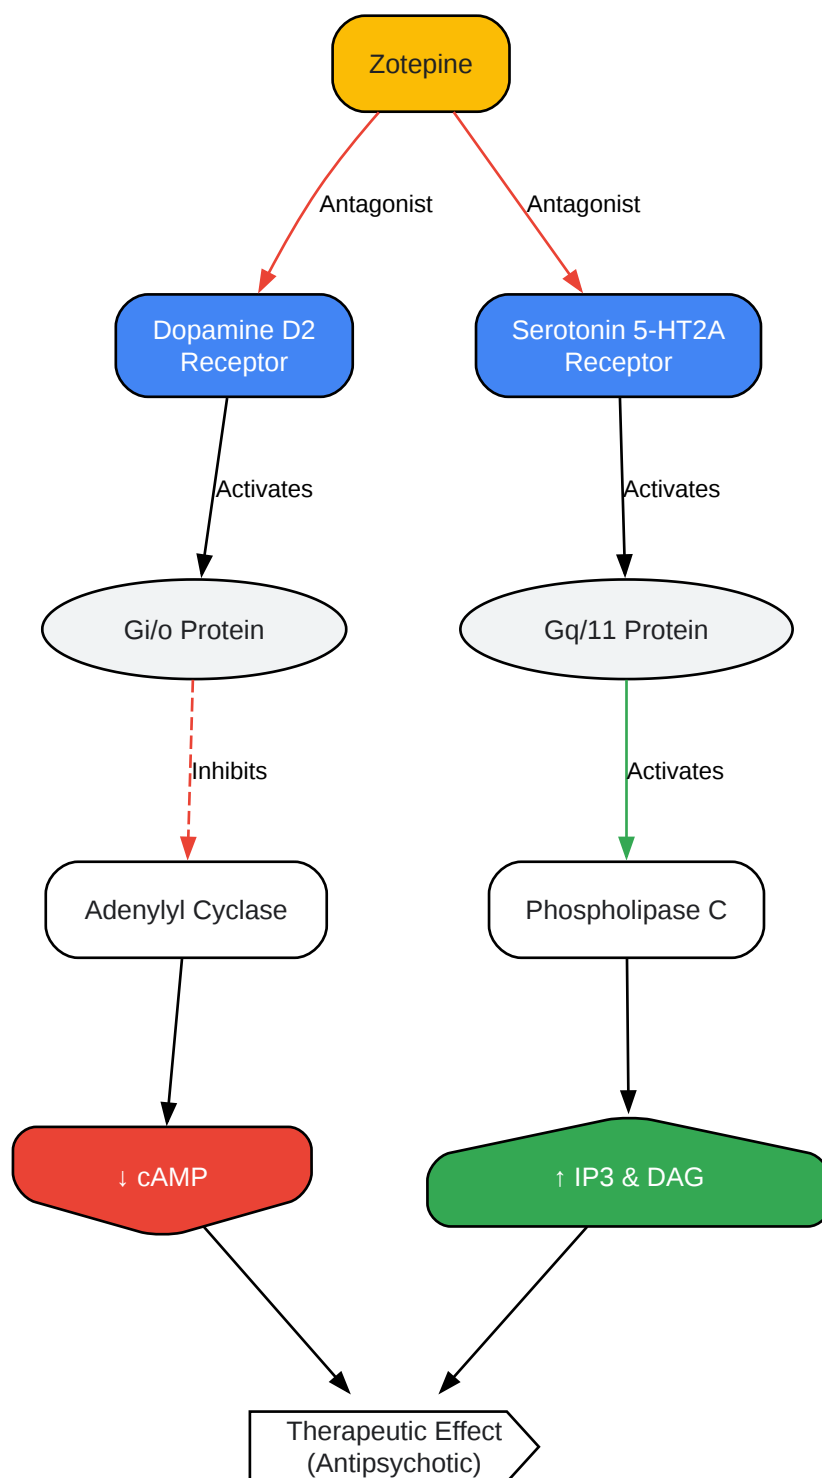 Zotepine
Antagonist
Antagonist
Dopamine D2
Receptor
Serotonin 5-HT2A
Receptor
Activates
Activates
Gi/o Protein
Gq/11 Protein
Inhibits
Activates
Adenylyl Cyclase
Phospholipase C
↓ cAMP
↑ IP3 & DAG
Therapeutic Effect
(Antipsychotic)